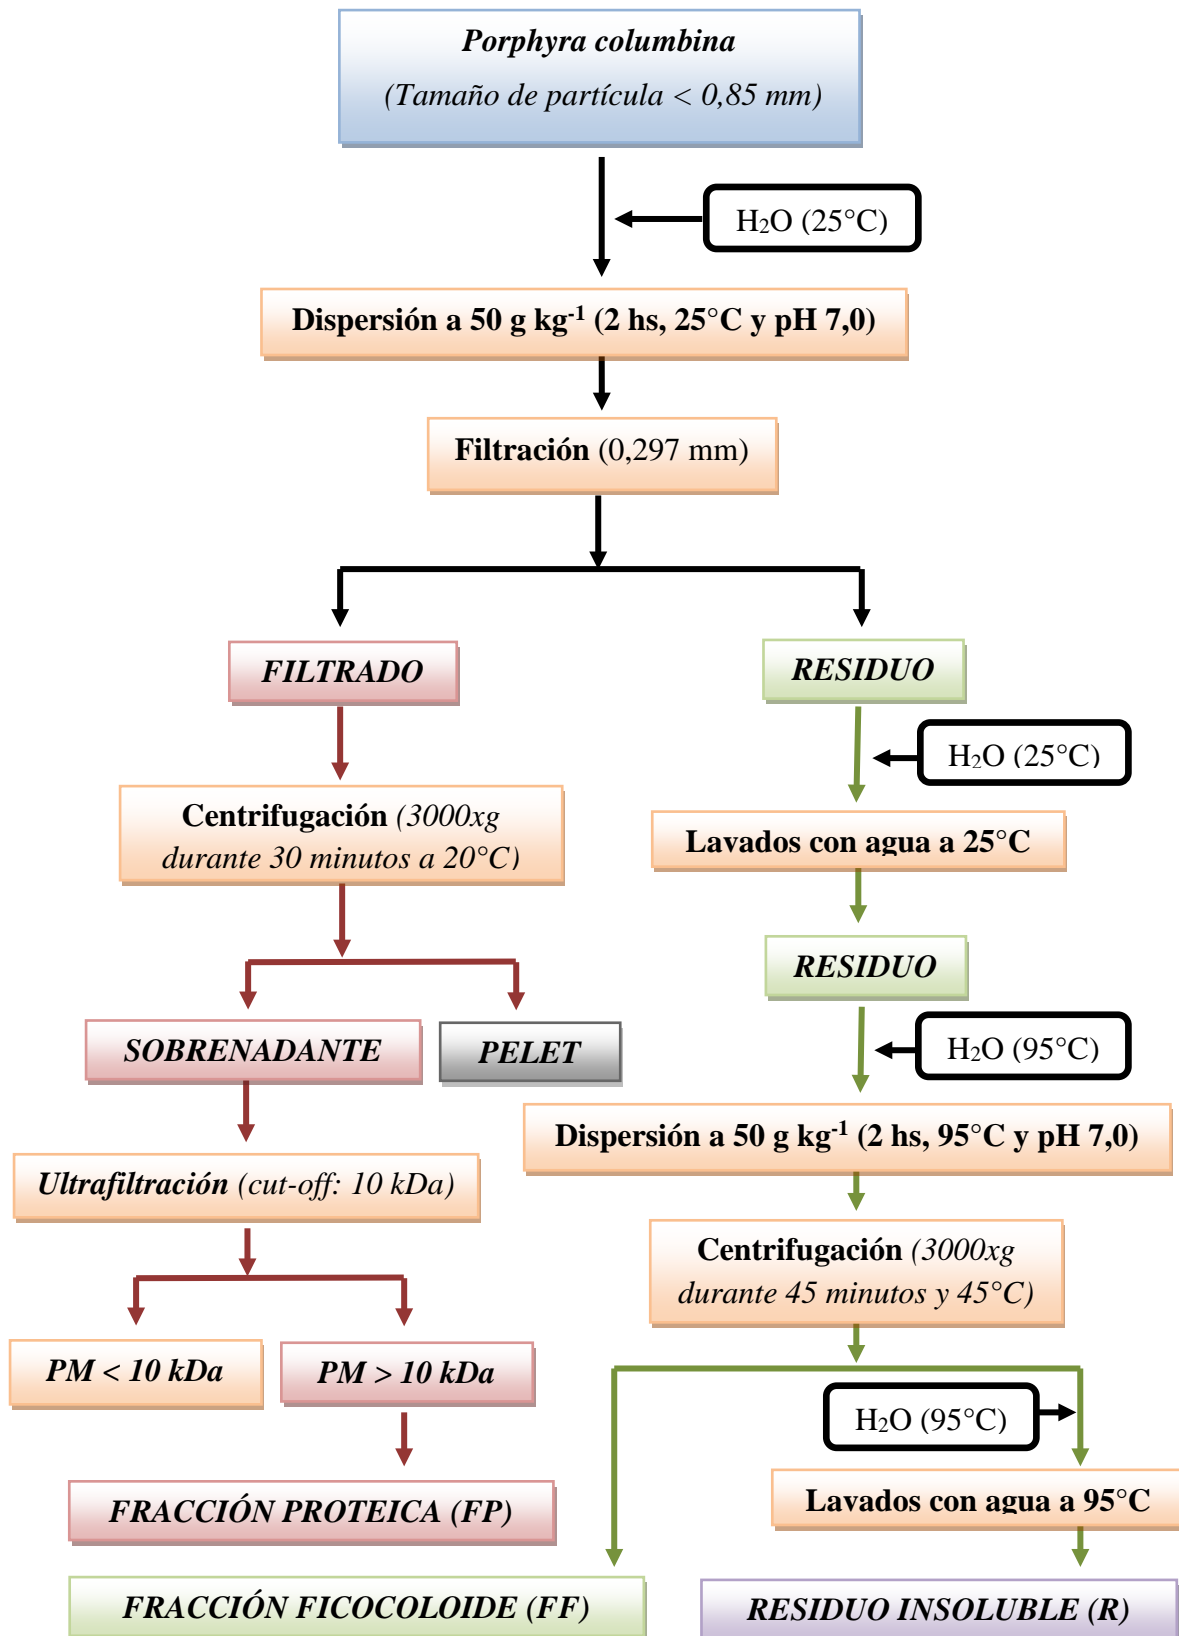 Porphyra columbina
(Tamaño de partícula < 0,85 mm)
H₂O (25°C)
Dispersión a 50 g kg⁻¹ (2 hs, 25°C y pH 7,0)
Filtración (0,297 mm)
FILTRADO
RESIDUO
H₂O (25°C)
Centrifugación (3000xg
durante 30 minutos a 20°C)
Lavados con agua a 25°C
RESIDUO
SOBRENADANTE
PELET
H₂O (95°C)
Dispersión a 50 g kg⁻¹ (2 hs, 95°C y pH 7,0)
Ultrafiltración (cut-off: 10 kDa)
Centrifugación (3000xg
durante 45 minutos y 45°C)
PM < 10 kDa
PM > 10 kDa
H₂O (95°C)
Lavados con agua a 95°C
FRACCIÓN PROTEICA (FP)
FRACCIÓN FICOCOLOIDE (FF)
RESIDUO INSOLUBLE (R)